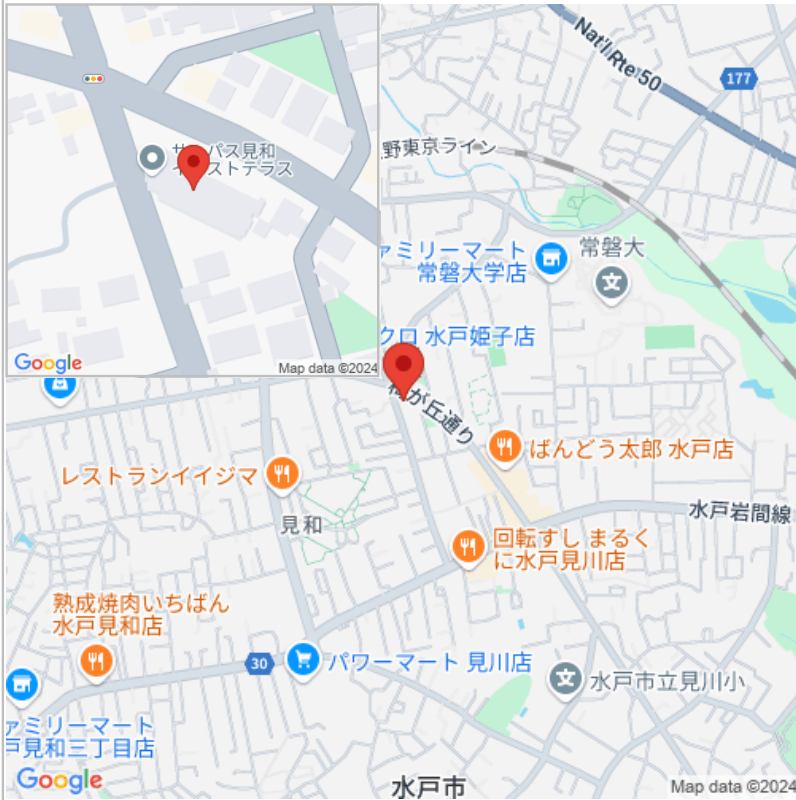 パス見和
ストテラス
Google
Map data ©2024
Nat'l Rte 50
177
野東京ライン
ァミリーマート
常磐大学店
常磐大
クロ 水戸姫子店
が丘通り
ばんどう太郎 水戸店
レストランイイジマ
見和
水戸岩間線
回転すし まるく
に水戸見川店
熟成焼肉いちばん
水戸見和店
30
パワーマート 見川店
水戸市立見川小
ァミリーマート
戸見和三丁目店
Google
水戸市
Map data ©2024